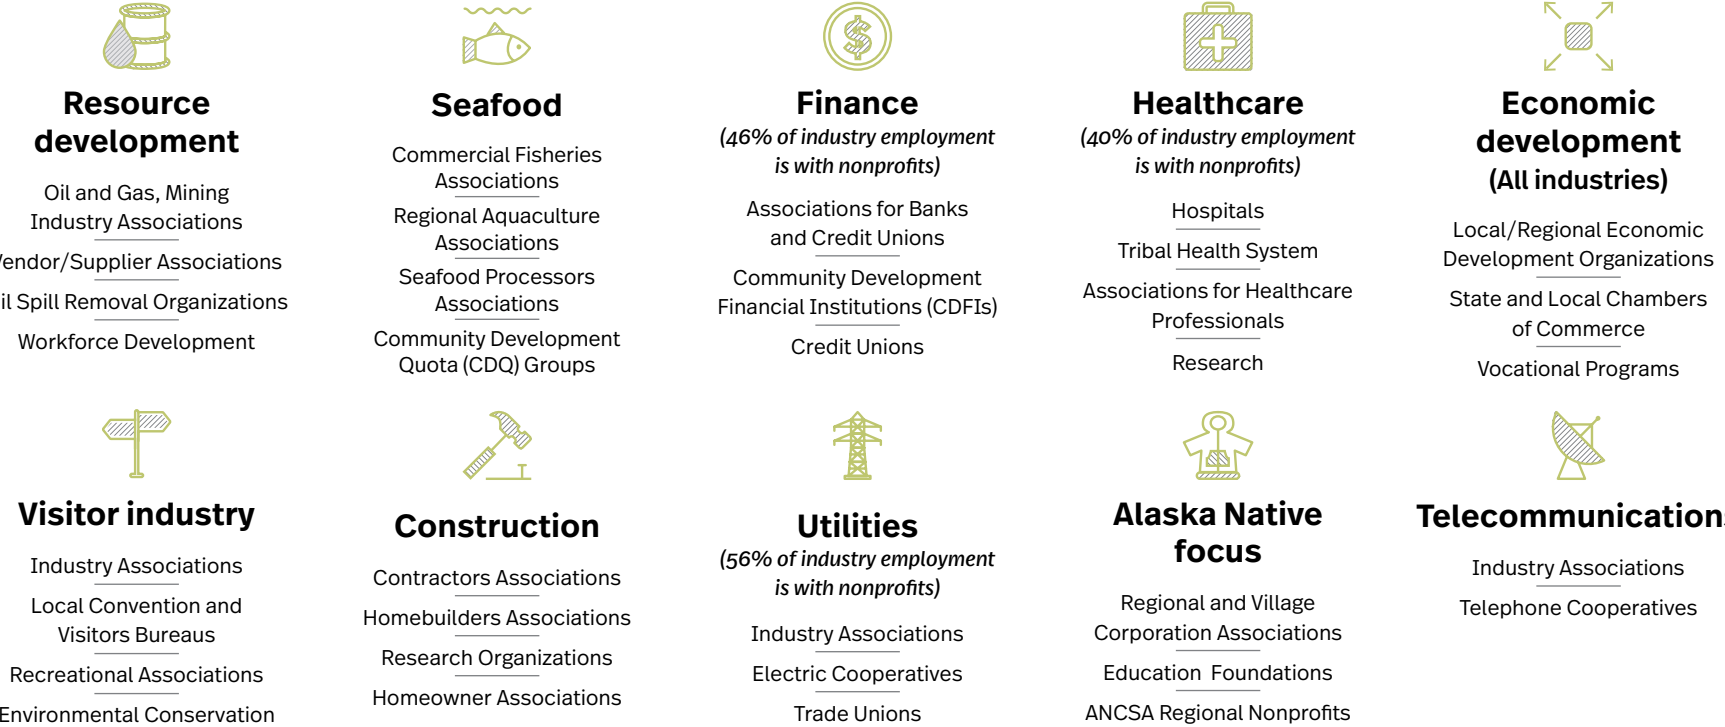 Resource
development
Oil and Gas, Mining
Industry Associations
Vendor/Supplier Associations
il Spill Removal Organizations
Workforce Development
Seafood
Commercial Fisheries
Associations
Regional Aquaculture
Associations
Seafood Processors
Associations
Community Development
Quota (CDQ) Groups
Finance
(46% of industry employment
is with nonprofits)
Associations for Banks
and Credit Unions
Community Development
Financial Institutions (CDFIs)
Credit Unions
Healthcare
(40% of industry employment
is with nonprofits)
Hospitals
Tribal Health System
Associations for Healthcare
Professionals
Research
Economic
development
(All industries)
Local/Regional Economic
Development Organizations
State and Local Chambers
of Commerce
Vocational Programs
Visitor industry
Industry Associations
Local Convention and
Visitors Bureaus
Recreational Associations
Environmental Conservation
Construction
Contractors Associations
Homebuilders Associations
Research Organizations
Homeowner Associations
Utilities
(56% of industry employment
is with nonprofits)
Industry Associations
Electric Cooperatives
Trade Unions
Alaska Native
focus
Regional and Village
Corporation Associations
Education Foundations
ANCSA Regional Nonprofits
Telecommunications
Industry Associations
Telephone Cooperatives